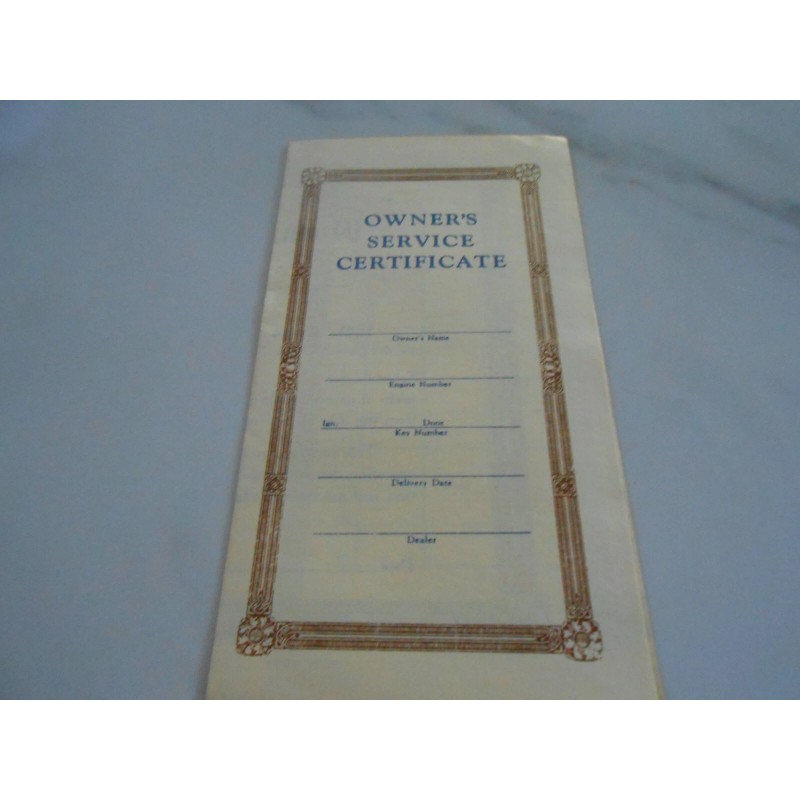 OWNER'S
SERVICE
CERTIFICATE
Owner's Name
Engine Number
Ign. Door
Key Number
Delivery Date
Dealer